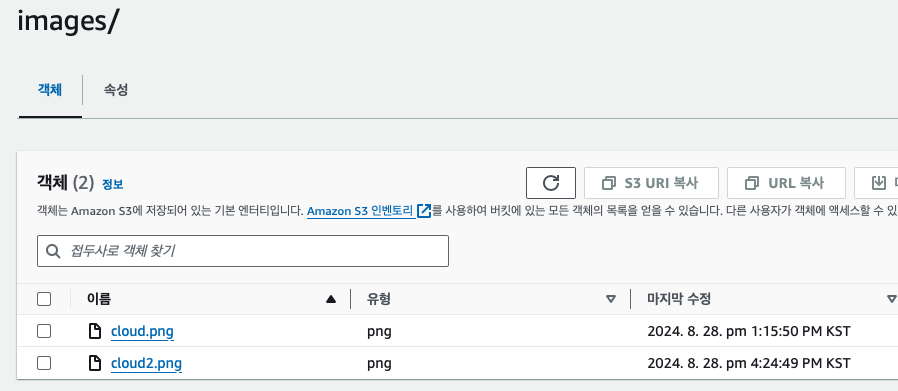 images/
객체 속성
객체 (2) 정보 S3 URI 복사 URL 복사
객체는 Amazon S3에 저장되어 있는 기본 엔터티입니다. Amazon S3 인벤토리를 사용하여 버킷에 있는 모든 객체의 목록을 얻을 수 있습니다. 다른 사용자가 객체에 액세스할 수 있
접두사로 객체 찾기
이름 유형 마지막 수정
cloud.png png 2024. 8. 28. pm 1:15:50 PM KST
cloud2.png png 2024. 8. 28. pm 4:24:49 PM KST